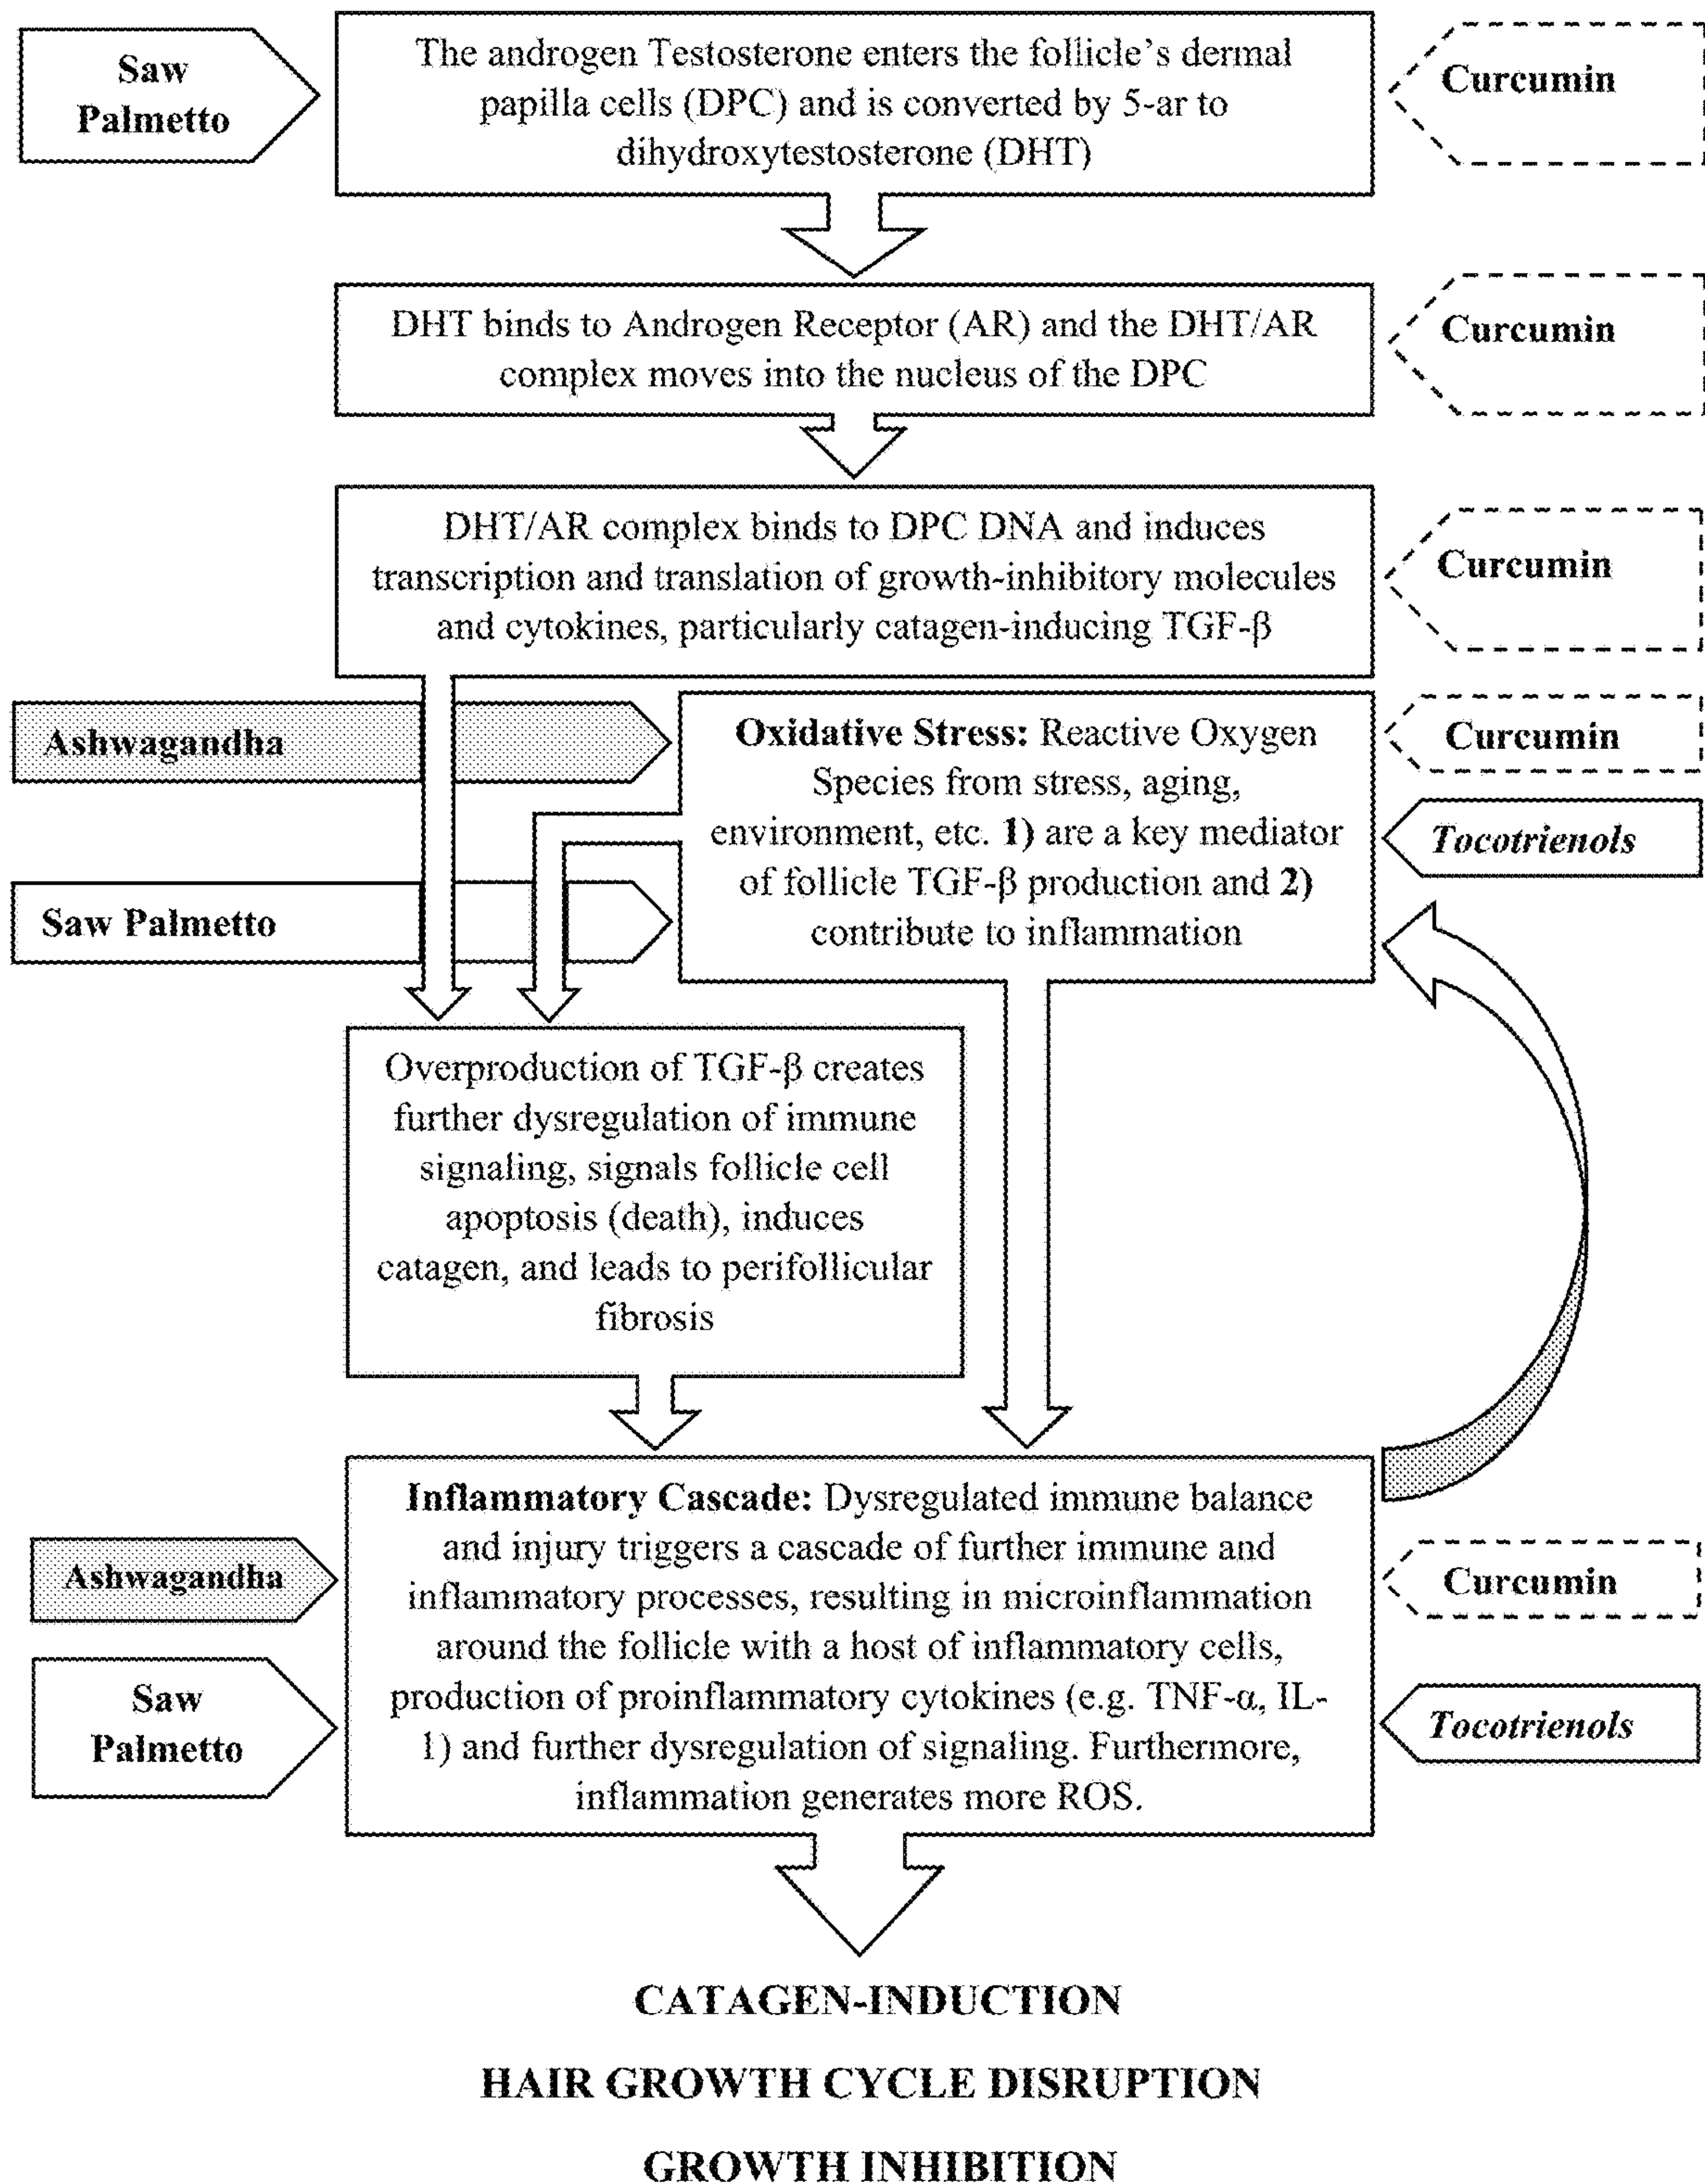 Saw
Palmetto
The androgen Testosterone enters the follicle's dermal
papilla cells (DPC) and is converted by 5-ar to
dihydroxytestosterone (DHT)
Curcumin
DHT binds to Androgen Receptor (AR) and the DHT/AR
complex moves into the nucleus of the DPC
Curcumin
DHT/AR complex binds to DPC DNA and induces
transcription and translation of growth-inhibitory molecules
and cytokines, particularly catagen-inducing TGF-β
Curcumin
Ashwagandha
Saw Palmetto
Oxidative Stress: Reactive Oxygen
Species from stress, aging,
environment, etc. 1) are a key mediator
of follicle TGF-β production and 2)
contribute to inflammation
Curcumin
Tocotrienols
Overproduction of TGF-β creates
further dysregulation of immune
signaling, signals follicle cell
apoptosis (death), induces
catagen, and leads to perifollicular
fibrosis
Ashwagandha
Saw
Palmetto
Inflammatory Cascade: Dysregulated immune balance
and injury triggers a cascade of further immune and
inflammatory processes, resulting in microinflammation
around the follicle with a host of inflammatory cells,
production of proinflammatory cytokines (e.g. TNF-α, IL-
1) and further dysregulation of signaling. Furthermore,
inflammation generates more ROS.
Curcumin
Tocotrienols
CATAGEN-INDUCTION
HAIR GROWTH CYCLE DISRUPTION
GROWTH INHIBITION